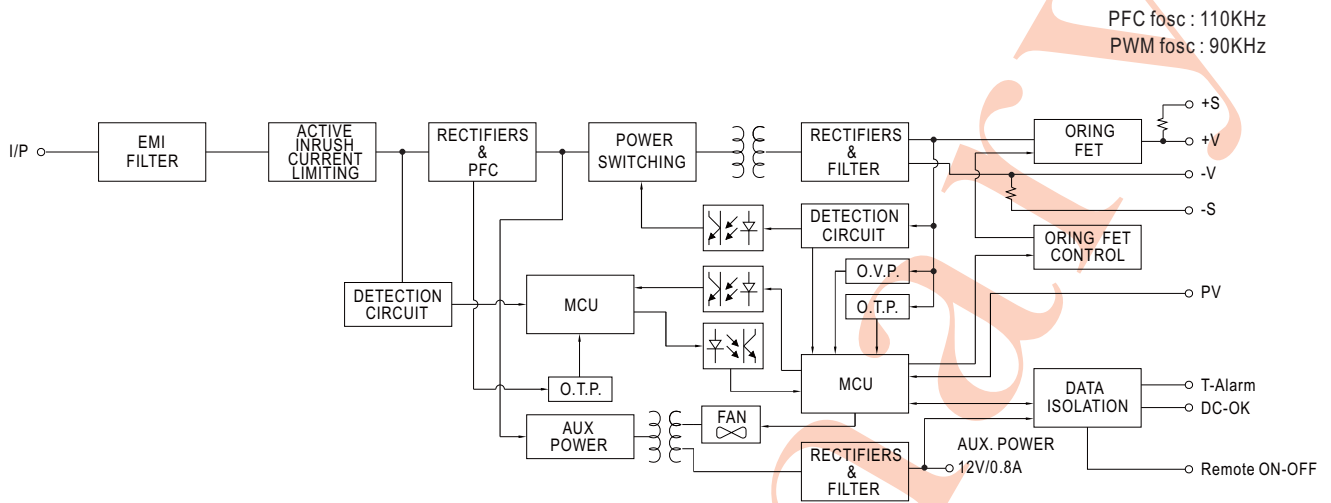 PFC fosc : 110KHz
PWM fosc : 90KHz
I/P
EMI
FILTER
ACTIVE
INRUSH
CURRENT
LIMITING
RECTIFIERS
&
PFC
POWER
SWITCHING
RECTIFIERS
&
FILTER
ORING
FET
+S
+V
-V
-S
DETECTION
CIRCUIT
ORING FET
CONTROL
O.V.P.
O.T.P.
PV
DETECTION
CIRCUIT
MCU
O.T.P.
MCU
DATA
ISOLATION
T-Alarm
DC-OK
AUX
POWER
FAN
RECTIFIERS
&
FILTER
AUX. POWER
12V/0.8A
Remote ON-OFF